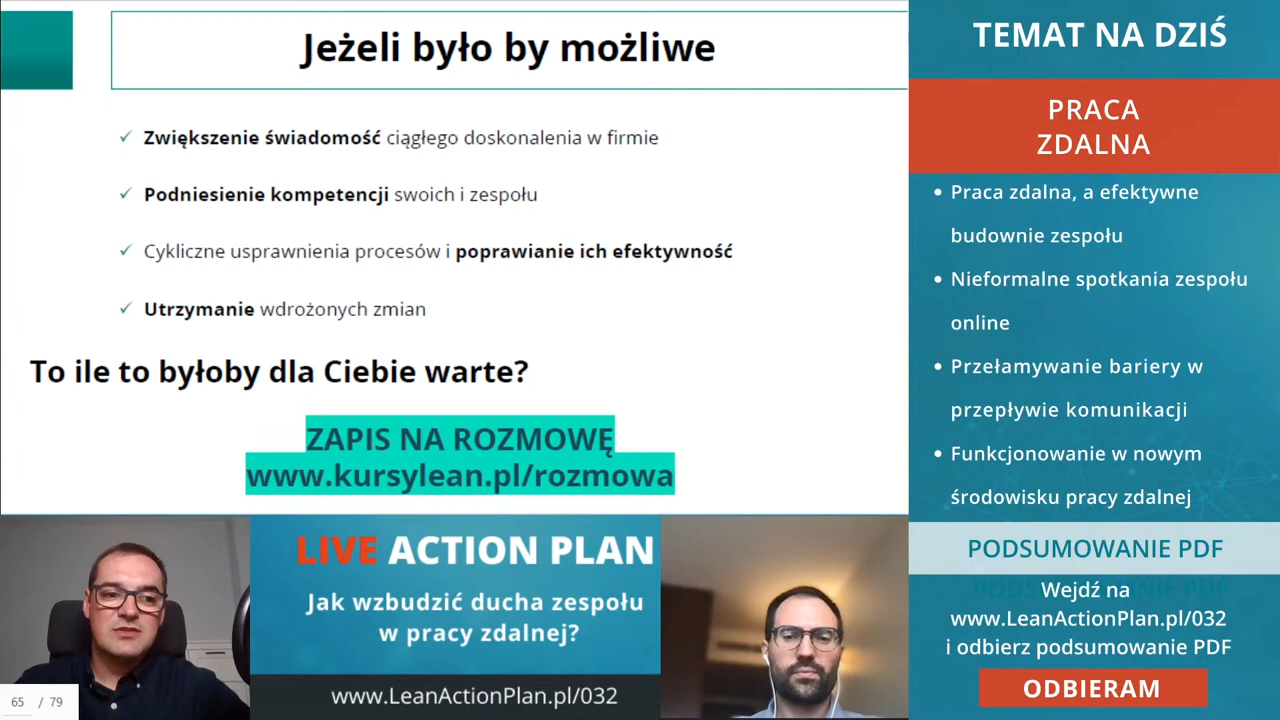 Jeżeli było by możliwe
✓ Zwiększenie świadomość ciągłego doskonalenia w firmie
✓ Podniesienie kompetencji swoich i zespołu
✓ Cykliczne usprawnienia procesów i poprawianie ich efektywność
✓ Utrzymanie wdrożonych zmian
To ile to byłoby dla Ciebie warte?
ZAPIS NA ROZMOWĘ
www.kursylean.pl/rozmowa
65 / 79
LIVE ACTION PLAN
Jak wzbudzić ducha zespołu
w pracy zdalnej?
www.LeanActionPlan.pl/032
TEMAT NA DZIŚ
PRACA
ZDALNA
• Praca zdalna, a efektywne
budownie zespołu
• Nieformalne spotkania zespołu
online
• Przełamywanie bariery w
przepływie komunikacji
• Funkcjonowanie w nowym
środowisku pracy zdalnej
PODSUMOWANIE PDF
PODSUMOWANIE PDF
Wejdź na
www.LeanActionPlan.pl/032
i odbierz podsumowanie PDF
ODBIERAM